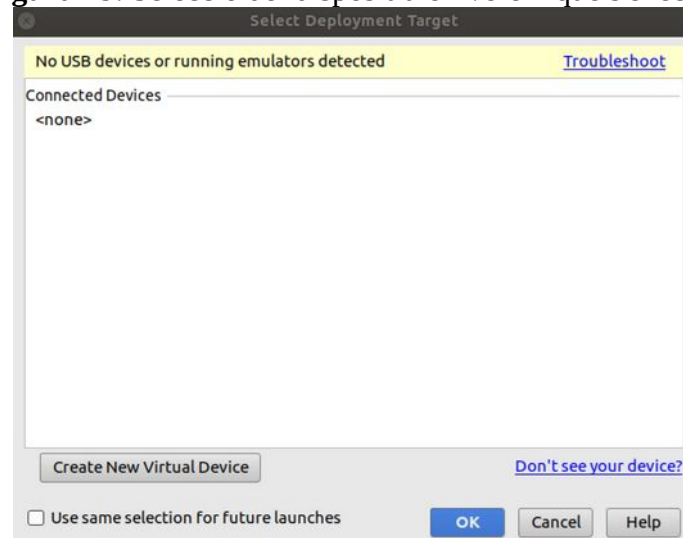 Select Deployment Target
No USB devices or running emulators detected Troubleshoot
Connected Devices
<none>
Create New Virtual Device Don't see your device?
Use same selection for future launches OK Cancel Help